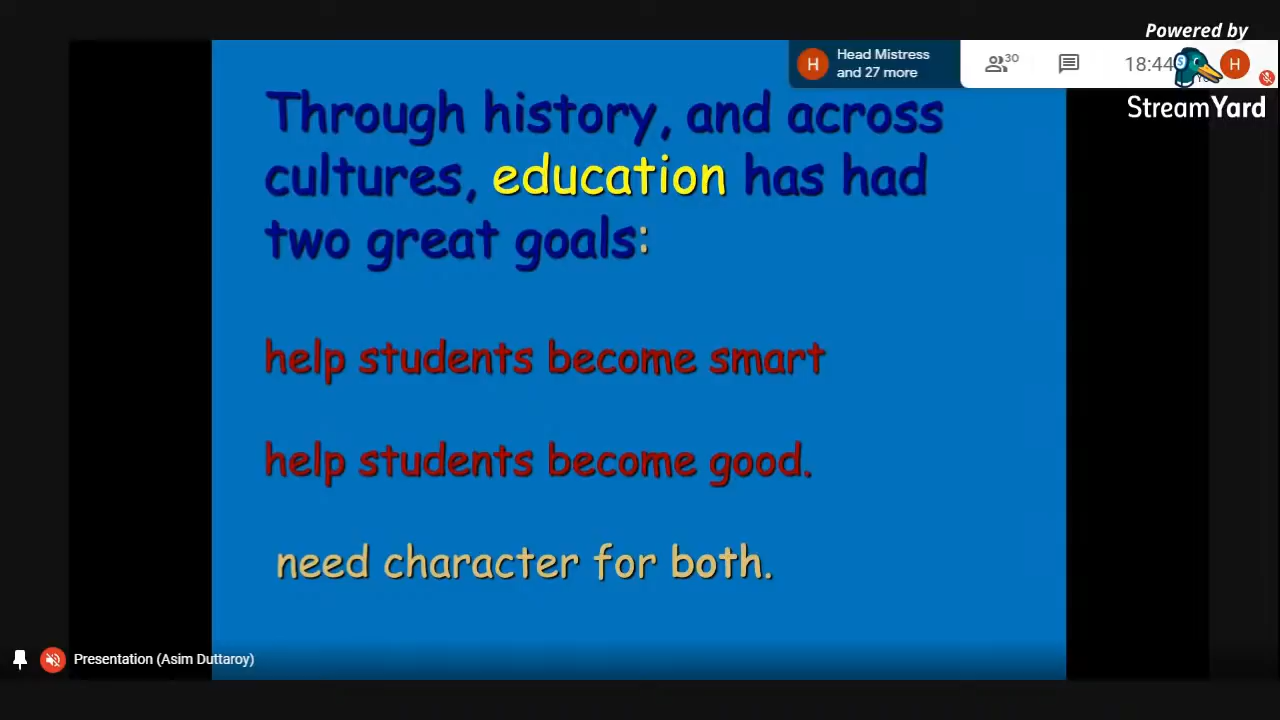 Powered by
StreamYard
Head Mistress
and 27 more
30
18:44
H
H
Through history, and across
cultures, education has had
two great goals:
help students become smart
help students become good.
need character for both.
Presentation (Asim Duttaroy)